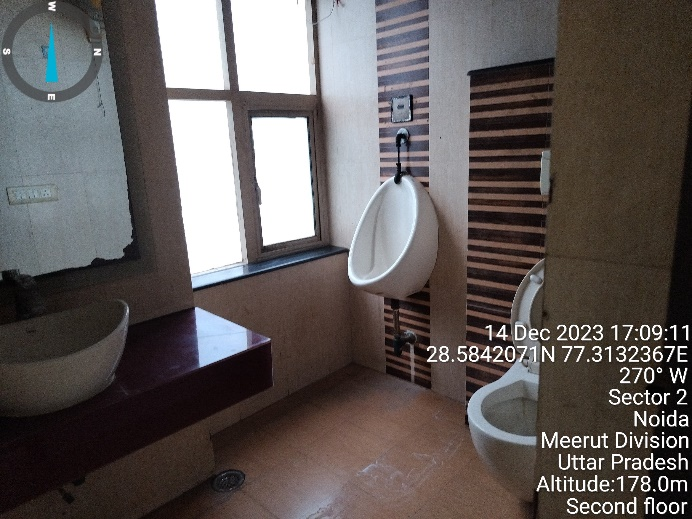 W
N
S
E
14 Dec 2023 17:09:11
28.5842071N 77.3132367E
270° W
Sector 2
Noida
Meerut Division
Uttar Pradesh
Altitude:178.0m
Second floor